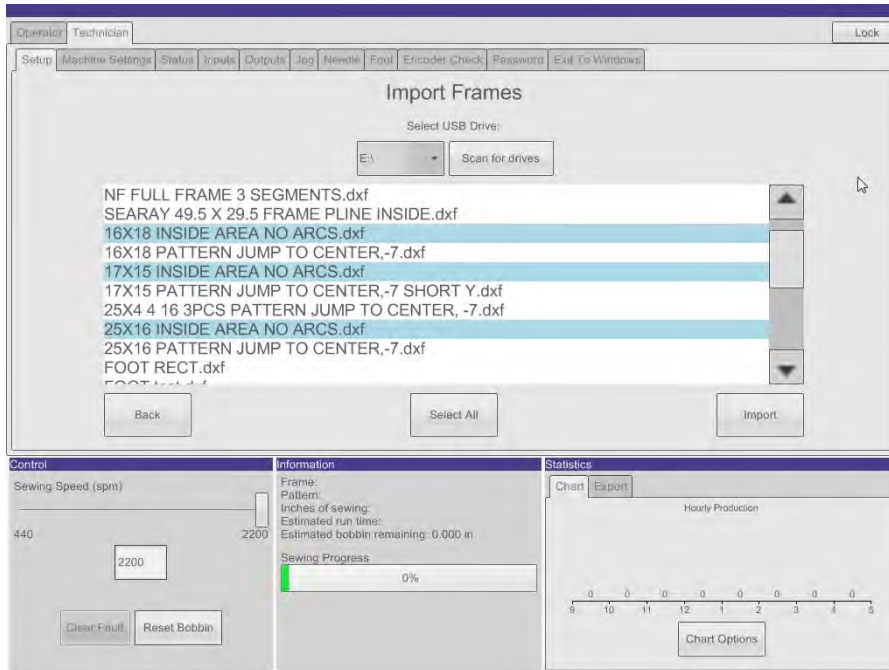 Operator Technician Lock
Setup Machine Settings Status Inputs Outputs Jog Needle Foot Encoder Check Password Exit To Windows
Import Frames
Select USB Drive:
E:\ Scan for drives
NF FULL FRAME 3 SEGMENTS.dxf
SEARAY 49.5 X 29.5 FRAME PLINE INSIDE.dxf
16X18 INSIDE AREA NO ARCS.dxf
16X18 PATTERN JUMP TO CENTER,-7.dxf
17X15 INSIDE AREA NO ARCS.dxf
17X15 PATTERN JUMP TO CENTER,-7 SHORT Y.dxf
25X4 4 16 3PCS PATTERN JUMP TO CENTER, -7.dxf
25X16 INSIDE AREA NO ARCS.dxf
25X16 PATTERN JUMP TO CENTER,-7.dxf
FOOT RECT.dxf
Back Select All Import
Control
Sewing Speed (spm)
440 2200
2200
Clear Fault Reset Bobbin
Information
Frame:
Pattern:
Inches of sewing:
Estimated run time:
Estimated bobbin remaining: 0.000 in
Sewing Progress
0%
Statistics
Chart Export
Hourly Production
0 0 0 0 0 0 0 0
9 10 11 12 1 2 3 4 5
Chart Options